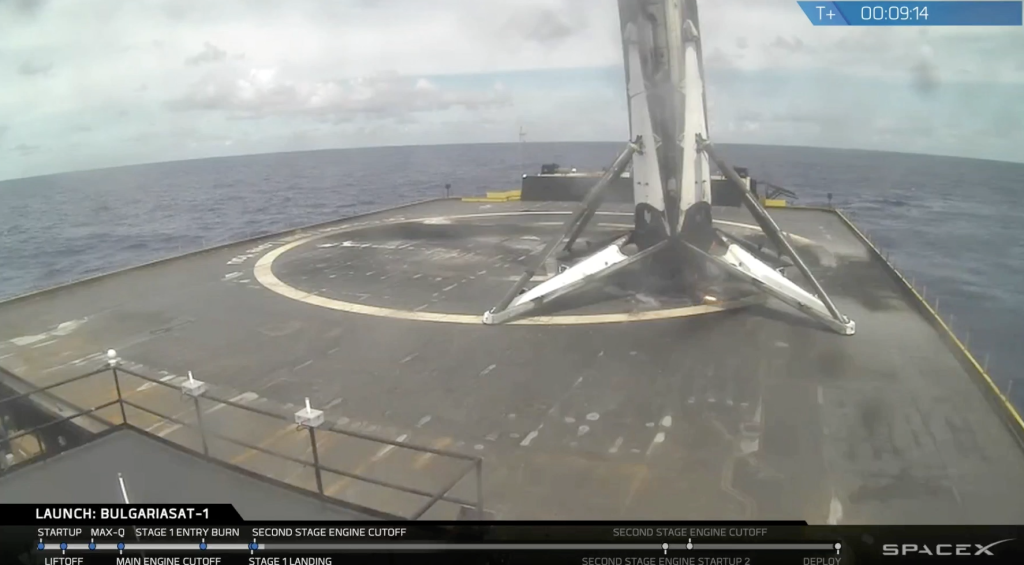 T+ 00:09:14
LAUNCH: BULGARIASAT-1
STARTUP MAX-Q STAGE 1 ENTRY BURN SECOND STAGE ENGINE CUTOFF SECOND STAGE ENGINE CUTOFF
LIFTOFF MAIN ENGINE CUTOFF STAGE 1 LANDING SECOND STAGE ENGINE STARTUP 2 DEPLOY
SPACEX